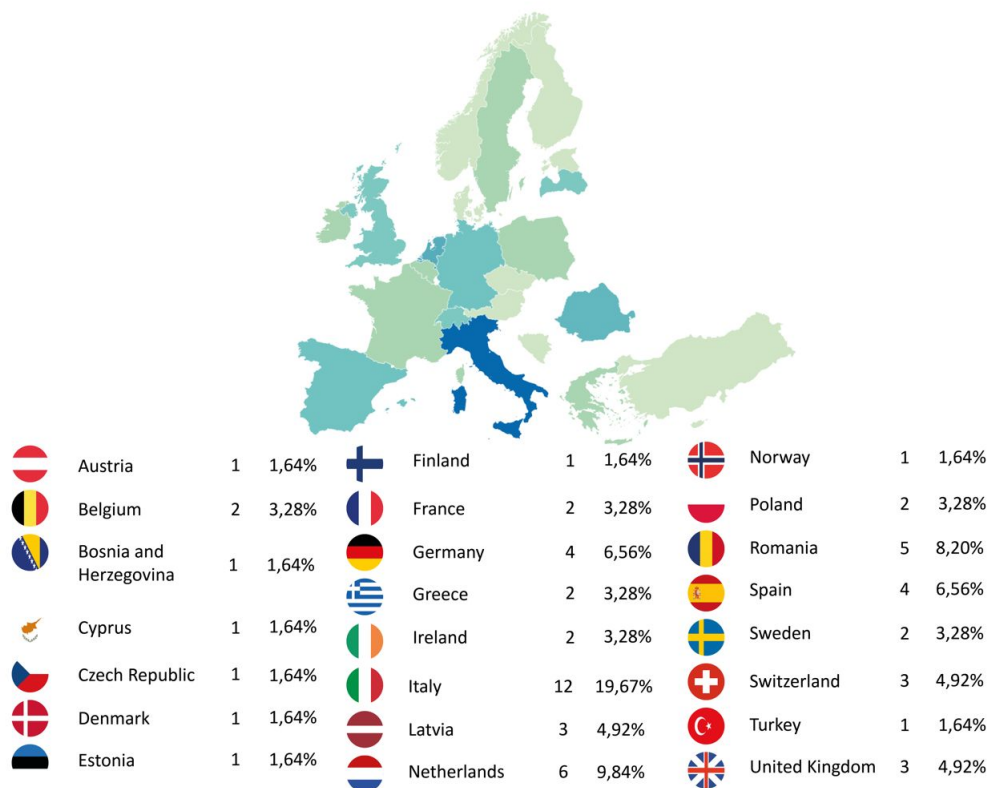 Austria 1 1,64%
Belgium 2 3,28%
Bosnia and
Herzegovina 1 1,64%
Cyprus 1 1,64%
Czech Republic 1 1,64%
Denmark 1 1,64%
Estonia 1 1,64%
Finland 1 1,64%
France 2 3,28%
Germany 4 6,56%
Greece 2 3,28%
Ireland 2 3,28%
Italy 12 19,67%
Latvia 3 4,92%
Netherlands 6 9,84%
Norway 1 1,64%
Poland 2 3,28%
Romania 5 8,20%
Spain 4 6,56%
Sweden 2 3,28%
Switzerland 3 4,92%
Turkey 1 1,64%
United Kingdom 3 4,92%